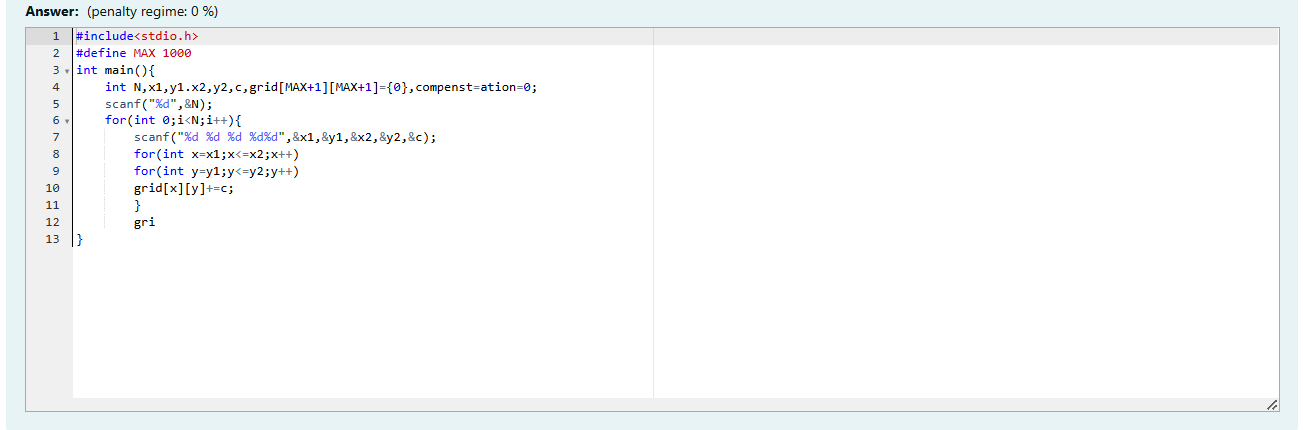 Answer: (penalty regime: 0 %)
1 #include<stdio.h>
2 #define MAX 1000
3 int main(){
4 int N,x1,y1.x2,y2,c,grid[MAX+1][MAX+1]={0},compenst=ation=0;
5 scanf("%d",&N);
6 for(int 0;i<N;i++){
7 scanf("%d %d %d %d%d",&x1,&y1,&x2,&y2,&c);
8 for(int x=x1;x<=x2;x++)
9 for(int y=y1;y<=y2;y++)
10 grid[x][y]+=c;
11 }
12 gri
13 }